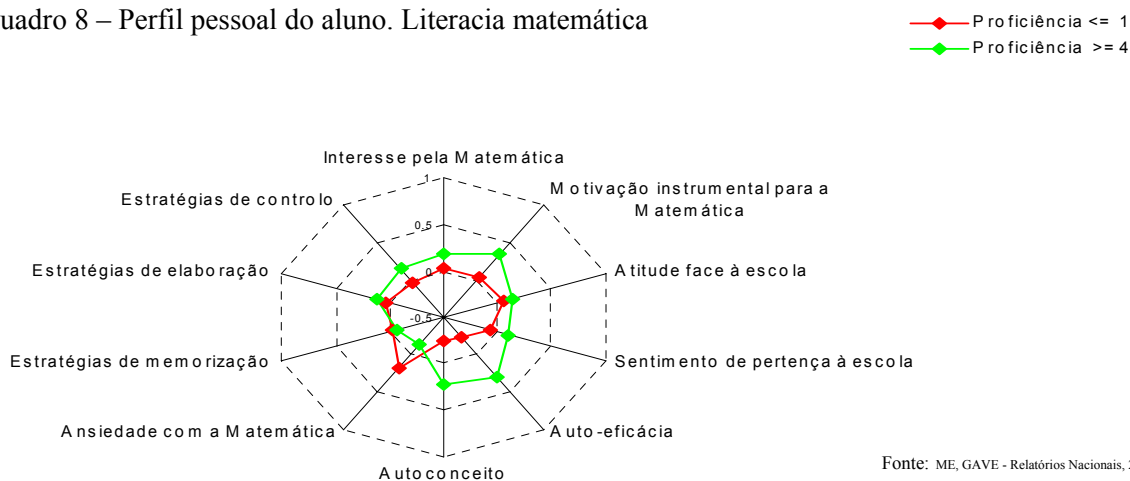 uadro 8 – Perfil pessoal do aluno. Literacia matemática
Proficiência <= 1
Proficiência >= 4
Interesse pela Matemática
Motivação instrumental para a
Matemática
Atitude face à escola
Sentimento de pertença à escola
Auto-eficácia
Autoconceito
Ansiedade com a Matemática
Estratégias de memorização
Estratégias de elaboração
Estratégias de controlo
1
0,5
0
-0,5
Fonte: ME, GAVE - Relatórios Nacionais,